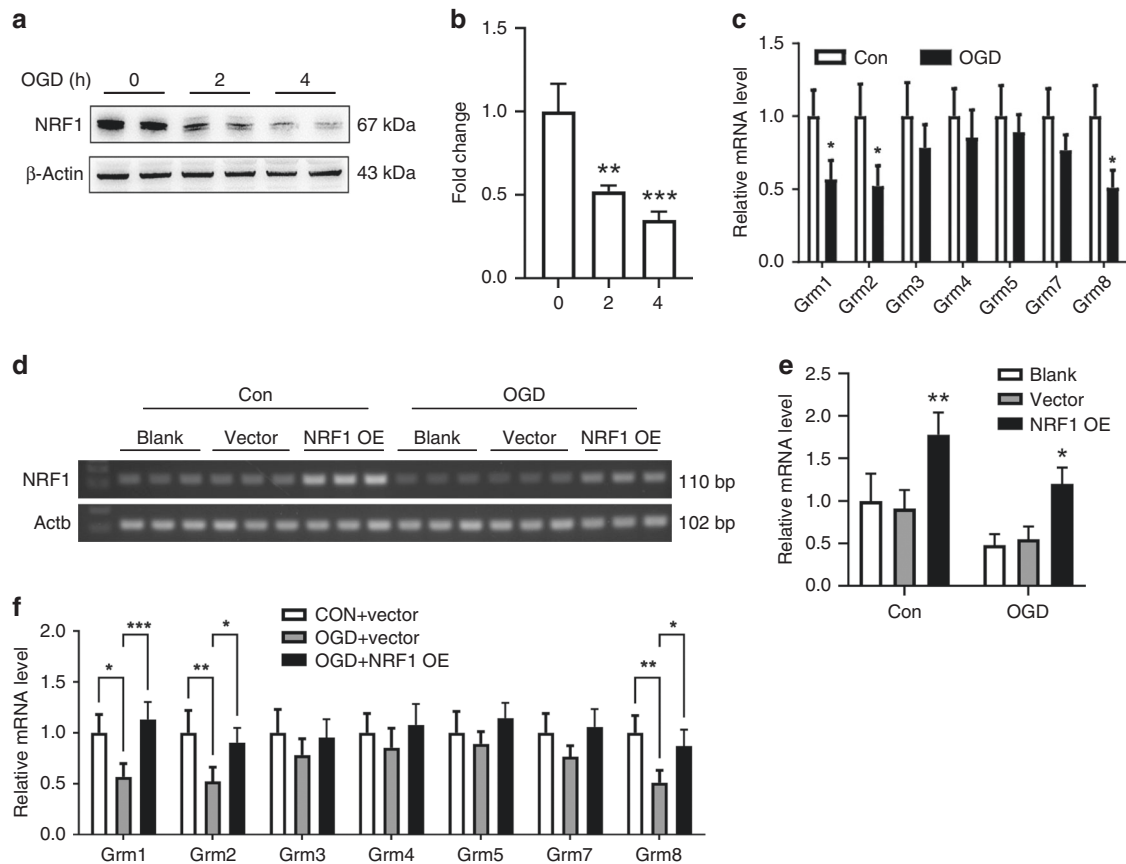 a
OGD (h)
0 2 4
NRF1 67 kDa
β-Actin 43 kDa
b
Fold change
1.5
1.0
0.5
0.0
** ***
0 2 4
c
Relative mRNA level
1.5
1.0
0.5
0.0
Con OGD
* * *
Grm1 Grm2 Grm3 Grm4 Grm5 Grm7 Grm8
d
Con OGD
Blank Vector NRF1 OE Blank Vector NRF1 OE
NRF1 110 bp
Actb 102 bp
e
Relative mRNA level
2.5
2.0
1.5
1.0
0.5
0.0
Blank
Vector
NRF1 OE
** *
Con OGD
f
Relative mRNA level
2.0
1.5
1.0
0.5
0.0
CON+vector
OGD+vector
OGD+NRF1 OE
* *** ** * ** *
Grm1 Grm2 Grm3 Grm4 Grm5 Grm7 Grm8